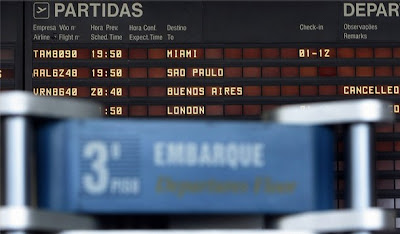 PARTIDAS
DEPAR
Empresa Vôo nº Hora Prev Hora Conf. Destino Check-in Observações
Airline Flight nº Sched. Time Expect. Time To Remarks
TAM8090 19:50 MIAMI 01-12
AAL6Z48 19:50 SAO PAULO
VRN8640 20:40 BUENOS AIRES CANCELLED
:50 LONDON
3º EMBARQUE
PISO Departures Floor